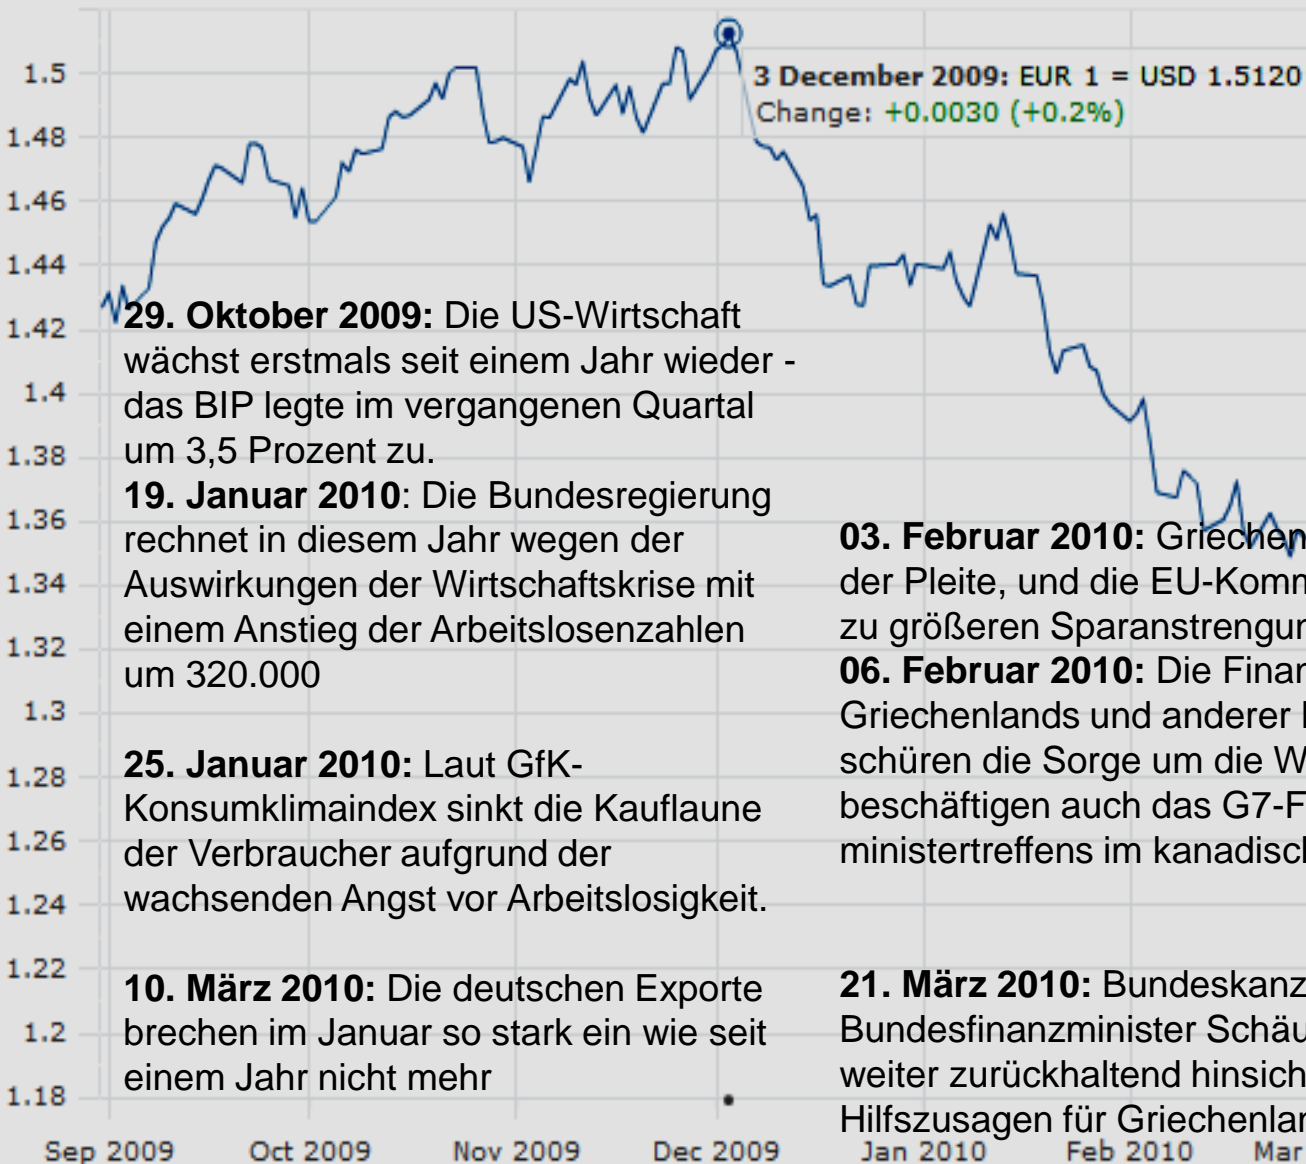 1.5
1.48
1.46
1.44
1.42
1.4
1.38
1.36
1.34
1.32
1.3
1.28
1.26
1.24
1.22
1.2
1.18
3 December 2009: EUR 1 = USD 1.5120
Change: +0.0030 (+0.2%)
29. Oktober 2009: Die US-Wirtschaft
wächst erstmals seit einem Jahr wieder -
das BIP legte im vergangenen Quartal
um 3,5 Prozent zu.
19. Januar 2010: Die Bundesregierung
rechnet in diesem Jahr wegen der
Auswirkungen der Wirtschaftskrise mit
einem Anstieg der Arbeitslosenzahlen
um 320.000
25. Januar 2010: Laut GfK-
Konsumklimaindex sinkt die Kauflaune
der Verbraucher aufgrund der
wachsenden Angst vor Arbeitslosigkeit.
10. März 2010: Die deutschen Exporte
brechen im Januar so stark ein wie seit
einem Jahr nicht mehr
03. Februar 2010: Griechen
der Pleite, und die EU-Komm
zu größeren Sparanstrengun
06. Februar 2010: Die Finan
Griechenlands und anderer
schüren die Sorge um die W
beschäftigen auch das G7-F
ministertreffens im kanadisch
21. März 2010: Bundeskanz
Bundesfinanzminister Schäu
weiter zurückhaltend hinsich
Hilfszusagen für Griechenlan
Sep 2009 Oct 2009 Nov 2009 Dec 2009 Jan 2010 Feb 2010 Mar